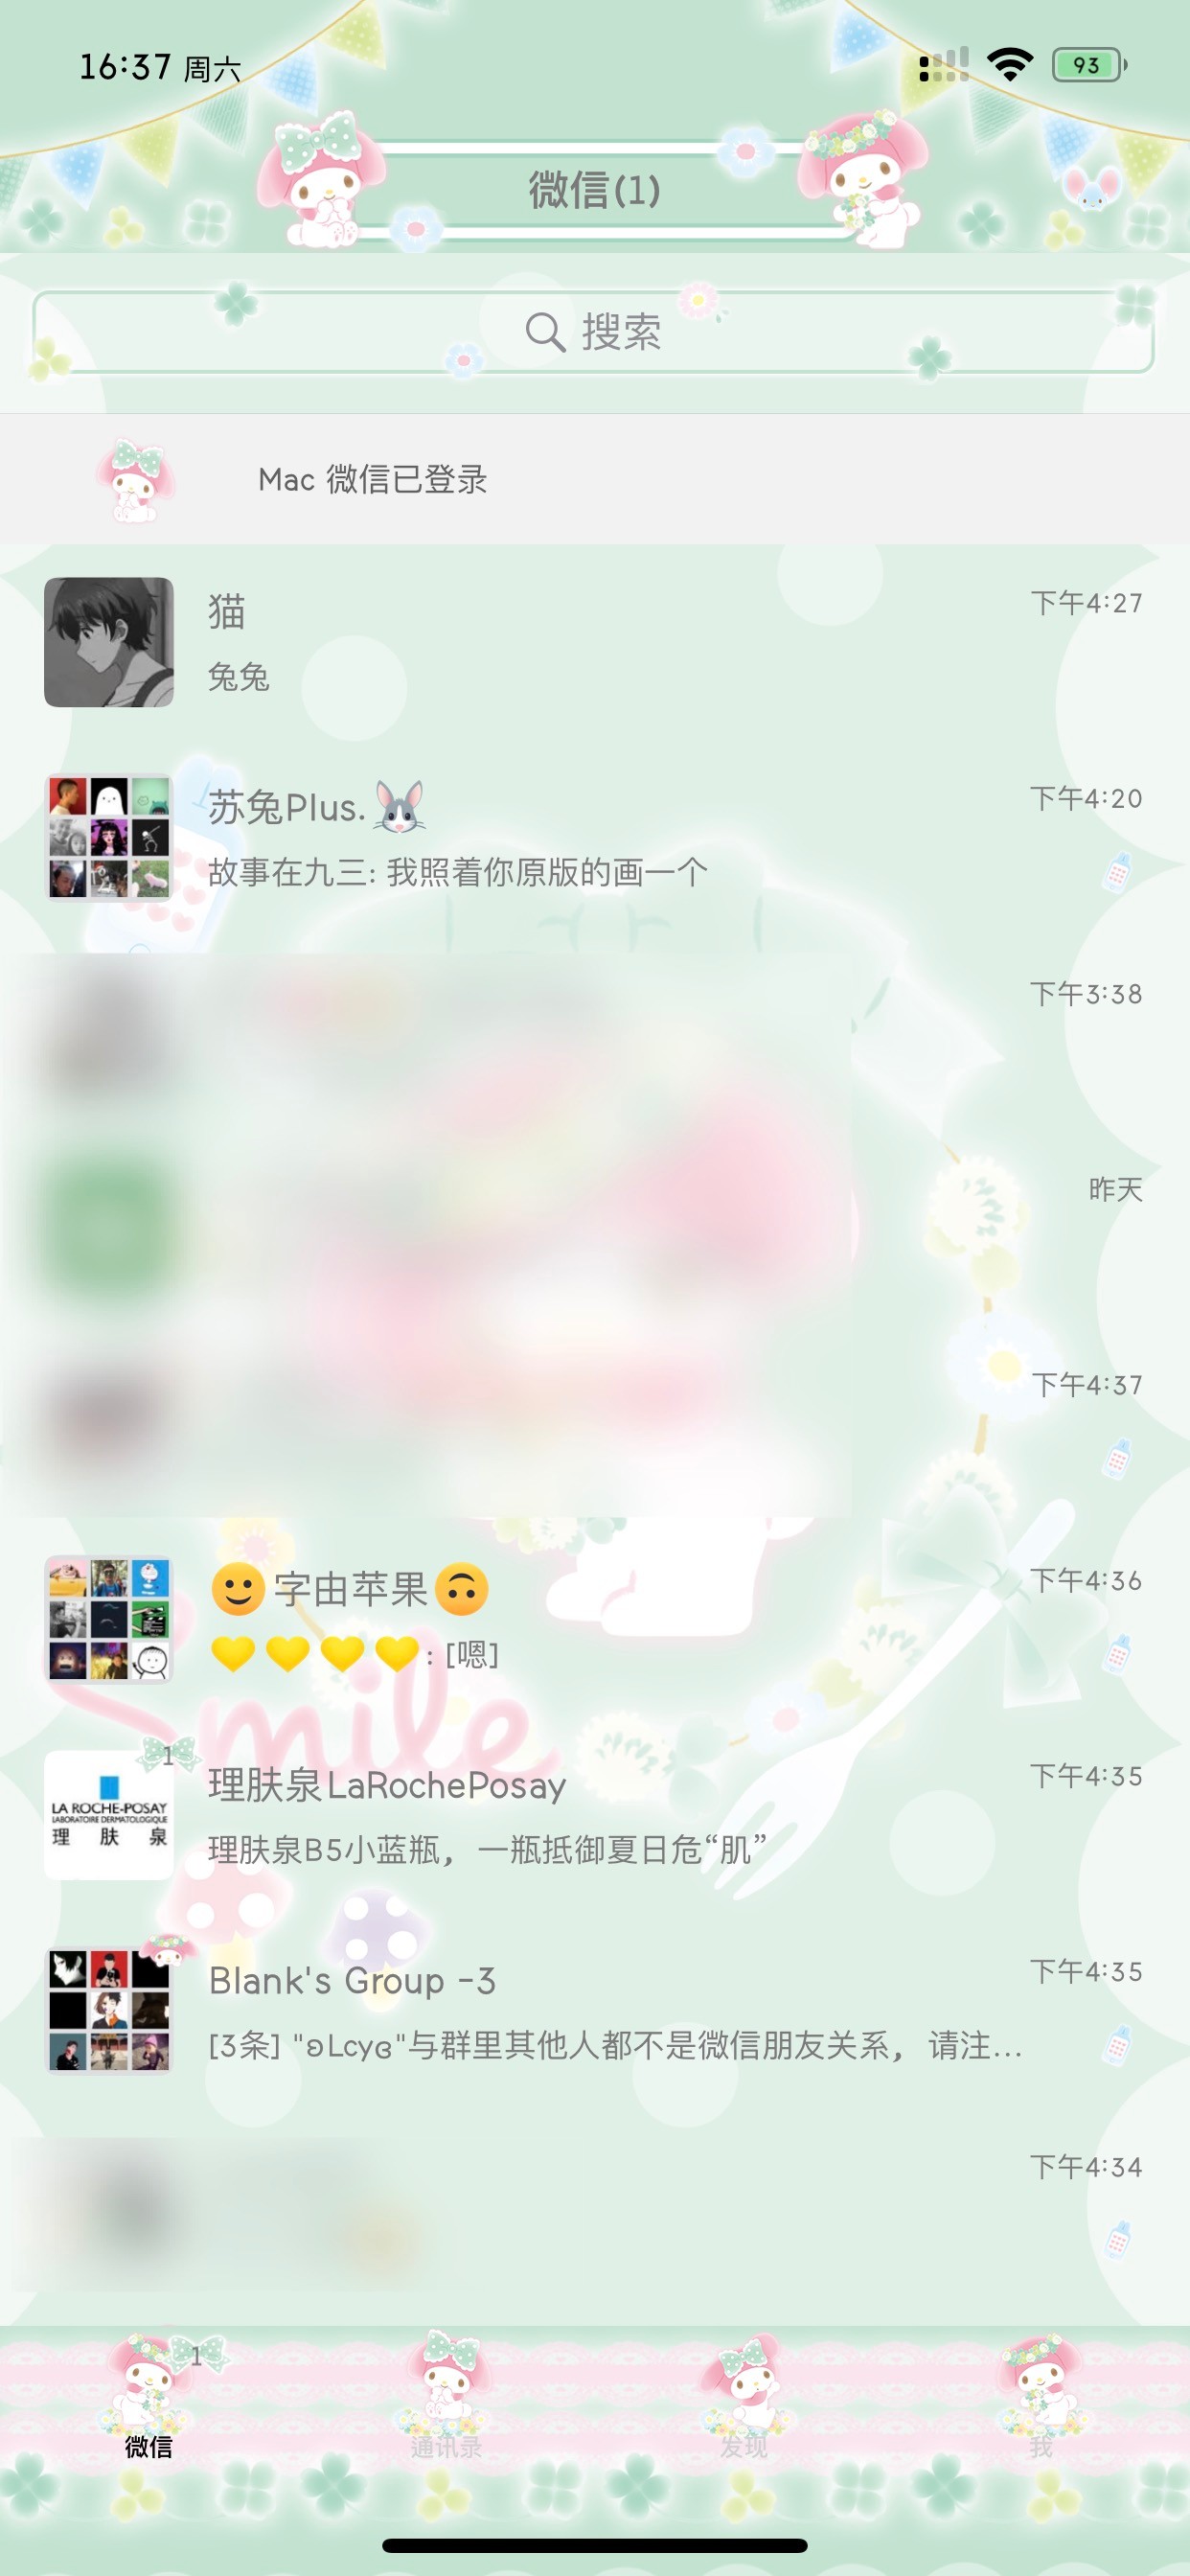 16:37 周六
93
微信(1)
搜索
Mac 微信已登录
猫
下午4:27
兔兔
苏兔Plus.🐰
下午4:20
故事在九三: 我照着你原版的画一个
下午3:38
昨天
下午4:37
🙂字由苹果🙃
下午4:36
💛💛💛💛: [嗯]
smile
1
理肤泉LaRochePosay
下午4:35
LA ROCHE-POSAY
LABORATOIRE DERMATOLOGIQUE
理 肤 泉
理肤泉B5小蓝瓶，一瓶抵御夏日危“肌”
Blank's Group -3
下午4:35
[3条] "ʚLcyɞ"与群里其他人都不是微信朋友关系，请注...
下午4:34
1
微信
通讯录
发现
我